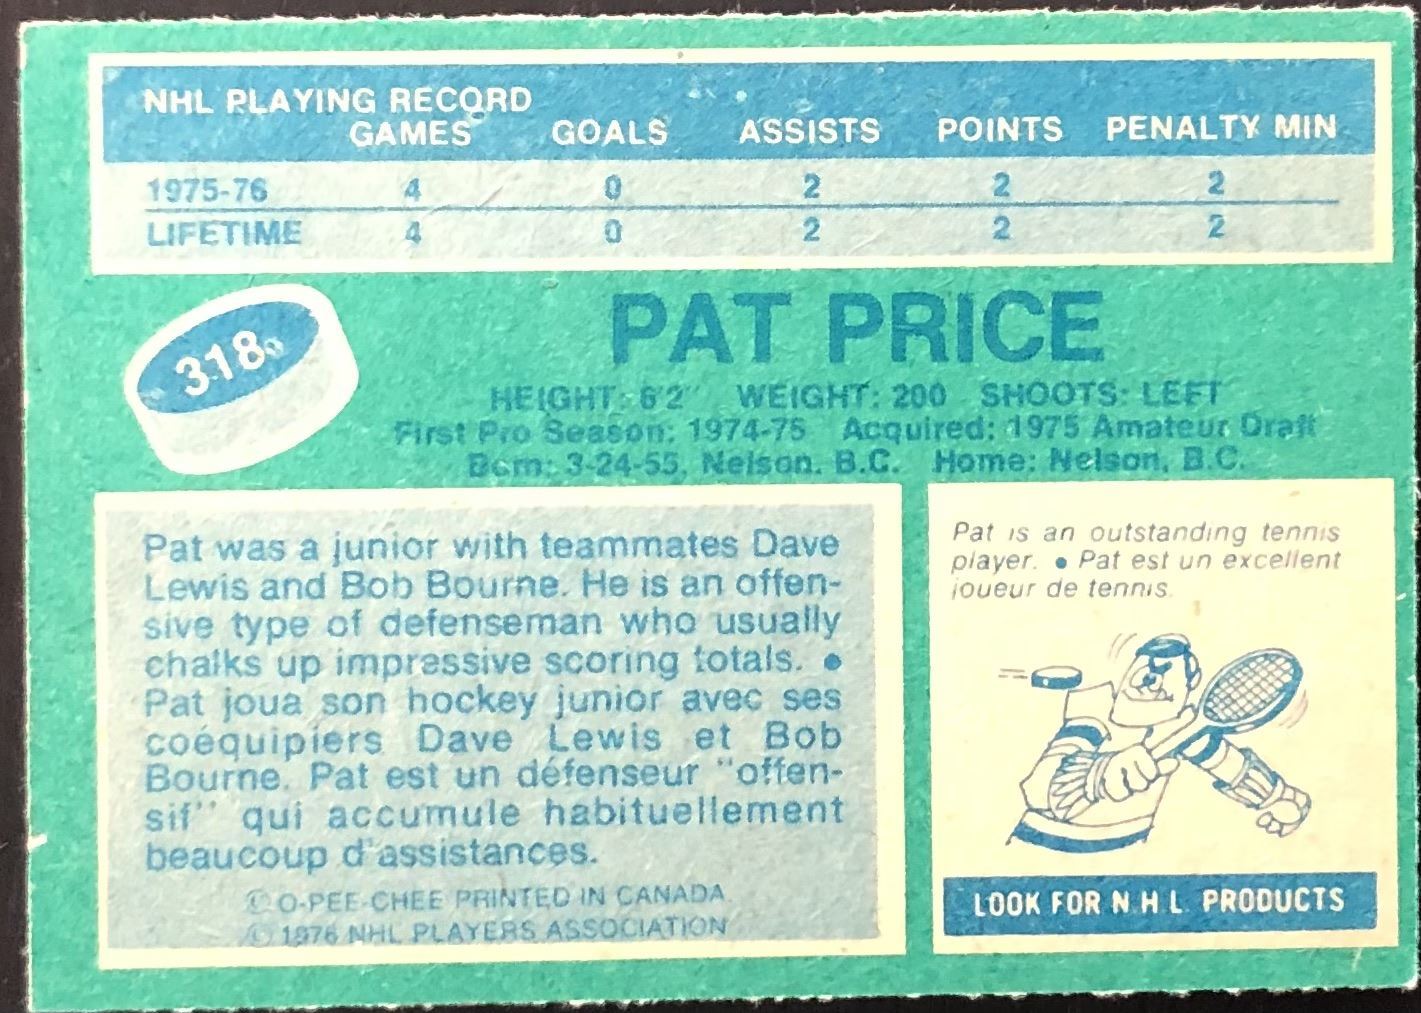 NHL PLAYING RECORD
GAMES GOALS ASSISTS POINTS PENALTY MIN
1975-76 4 0 2 2 2
LIFETIME 4 0 2 2 2
318
PAT PRICE
HEIGHT: 6'2" WEIGHT: 200 SHOOTS: LEFT
First Pro Season: 1974-75 Acquired: 1975 Amateur Draft
Born: 3-24-55, Nelson, B.C. Home: Nelson, B.C.
Pat was a junior with teammates Dave
Lewis and Bob Bourne. He is an offen-
sive type of defenseman who usually
chalks up impressive scoring totals. •
Pat joua son hockey junior avec ses
coéquipiers Dave Lewis et Bob
Bourne. Pat est un défenseur "offen-
sif" qui accumule habituellement
beaucoup d'assistances.
© O-PEE-CHEE PRINTED IN CANADA
© 1976 NHL PLAYERS ASSOCIATION
Pat is an outstanding tennis
player. • Pat est un excellent
joueur de tennis.
LOOK FOR N H L PRODUCTS